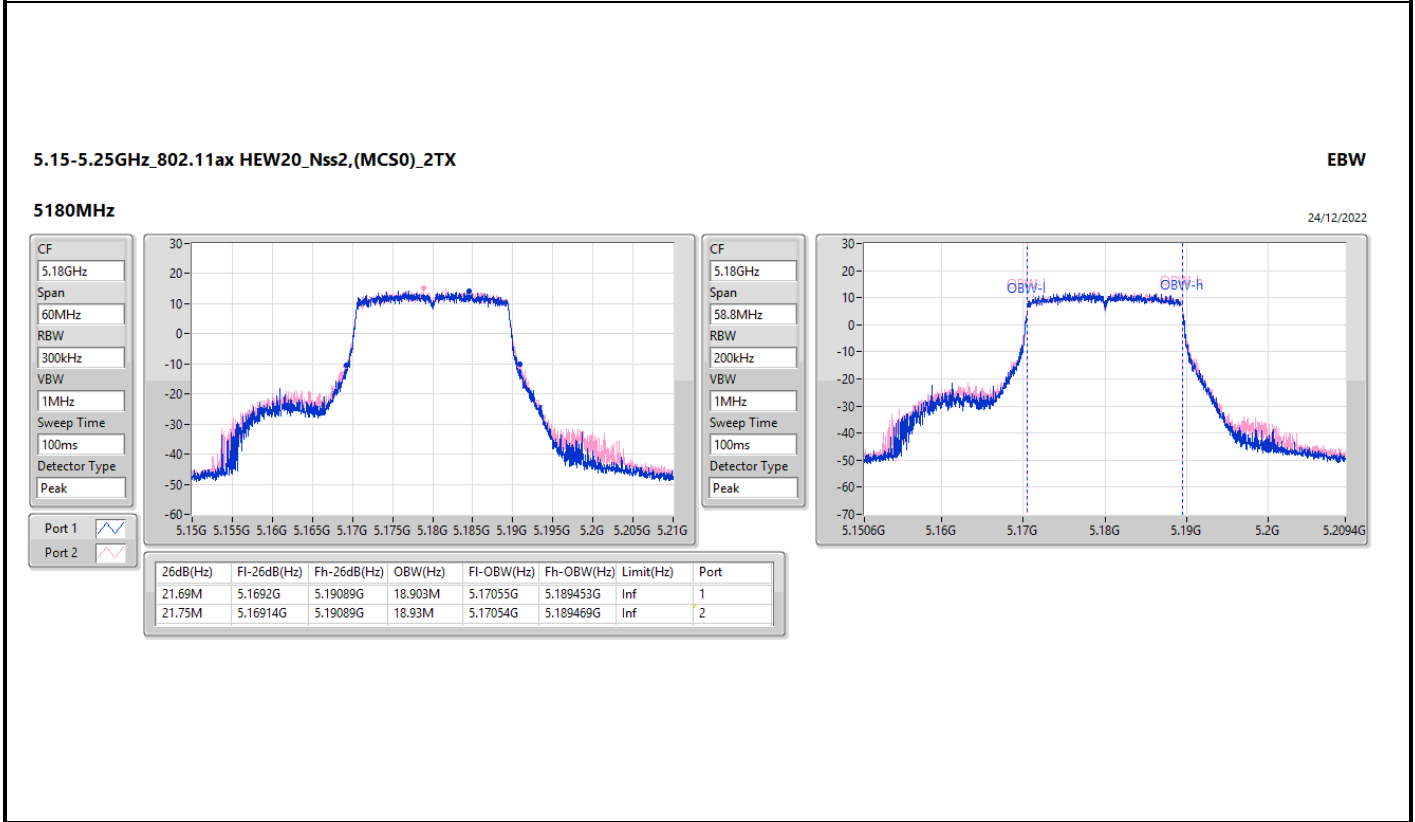 5.15-5.25GHz_802.11ax HEW20_Nss2,(MCS0)_2TX
EBW
5180MHz
24/12/2022
CF
5.18GHz
Span
60MHz
RBW
300kHz
VBW
1MHz
Sweep Time
100ms
Detector Type
Peak
Port 1
Port 2
30
20
10
0
-10
-20
-30
-40
-50
-60
5.15G 5.155G 5.16G 5.165G 5.17G 5.175G 5.18G 5.185G 5.19G 5.195G 5.2G 5.205G 5.21G
CF
5.18GHz
Span
58.8MHz
RBW
200kHz
VBW
1MHz
Sweep Time
100ms
Detector Type
Peak
30
20
10
0
-10
-20
-30
-40
-50
-60
-70
OBW-l
OBW-h
5.1506G 5.16G 5.17G 5.18G 5.19G 5.2G 5.2094G
26dB(Hz) Fl-26dB(Hz) Fh-26dB(Hz) OBW(Hz) Fl-OBW(Hz) Fh-OBW(Hz) Limit(Hz) Port
21.69M 5.1692G 5.19089G 18.903M 5.17055G 5.189453G Inf 1
21.75M 5.16914G 5.19089G 18.93M 5.17054G 5.189469G Inf 2